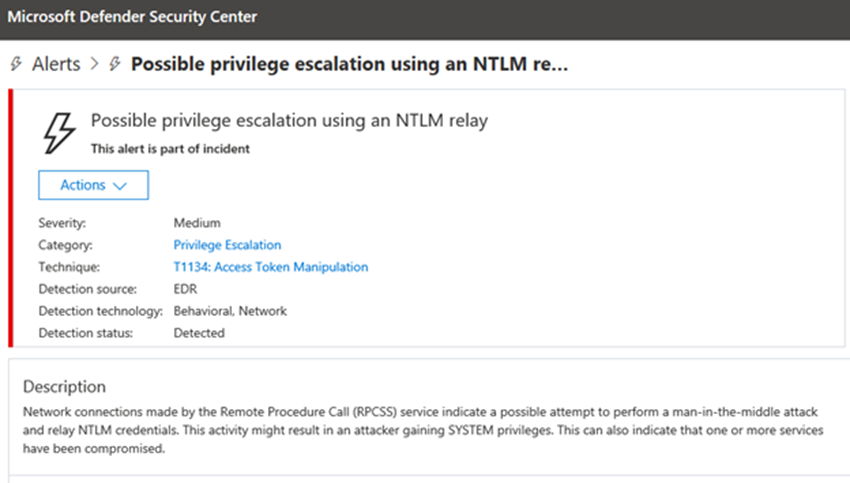 Microsoft Defender Security Center
Alerts > Possible privilege escalation using an NTLM re...
Possible privilege escalation using an NTLM relay
This alert is part of incident
Actions
Severity: Medium
Category: Privilege Escalation
Technique: T1134: Access Token Manipulation
Detection source: EDR
Detection technology: Behavioral, Network
Detection status: Detected
Description
Network connections made by the Remote Procedure Call (RPCSS) service indicate a possible attempt to perform a man-in-the-middle attack
and relay NTLM credentials. This activity might result in an attacker gaining SYSTEM privileges. This can also indicate that one or more services
have been compromised.